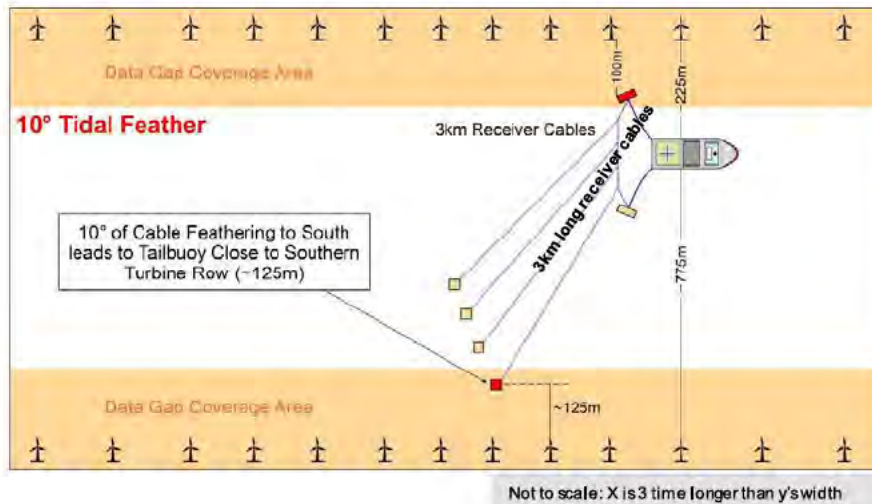 Data Gap Coverage Area
100m
225m
10° Tidal Feather
3km Receiver Cables
3km long receiver cables
10° of Cable Feathering to South
leads to Tailbuoy Close to Southern
Turbine Row (~125m)
~775m
Data Gap Coverage Area
~125m
Not to scale: X is 3 time longer than y's width